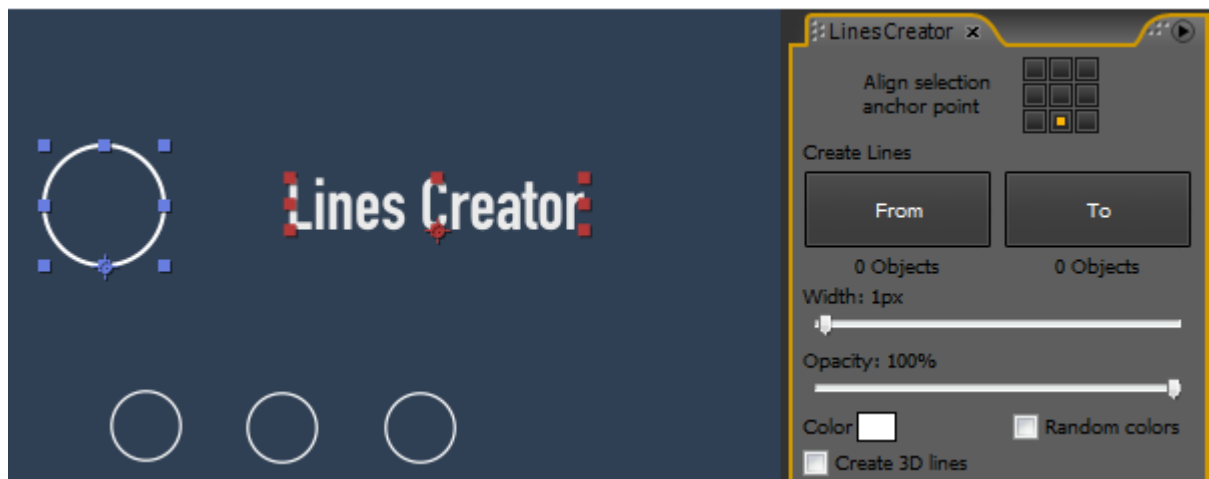 LinesCreator
Align selection
anchor point
Create Lines
From
To
0 Objects
0 Objects
Width: 1px
Opacity: 100%
Color
Random colors
Create 3D lines
Lines Creator